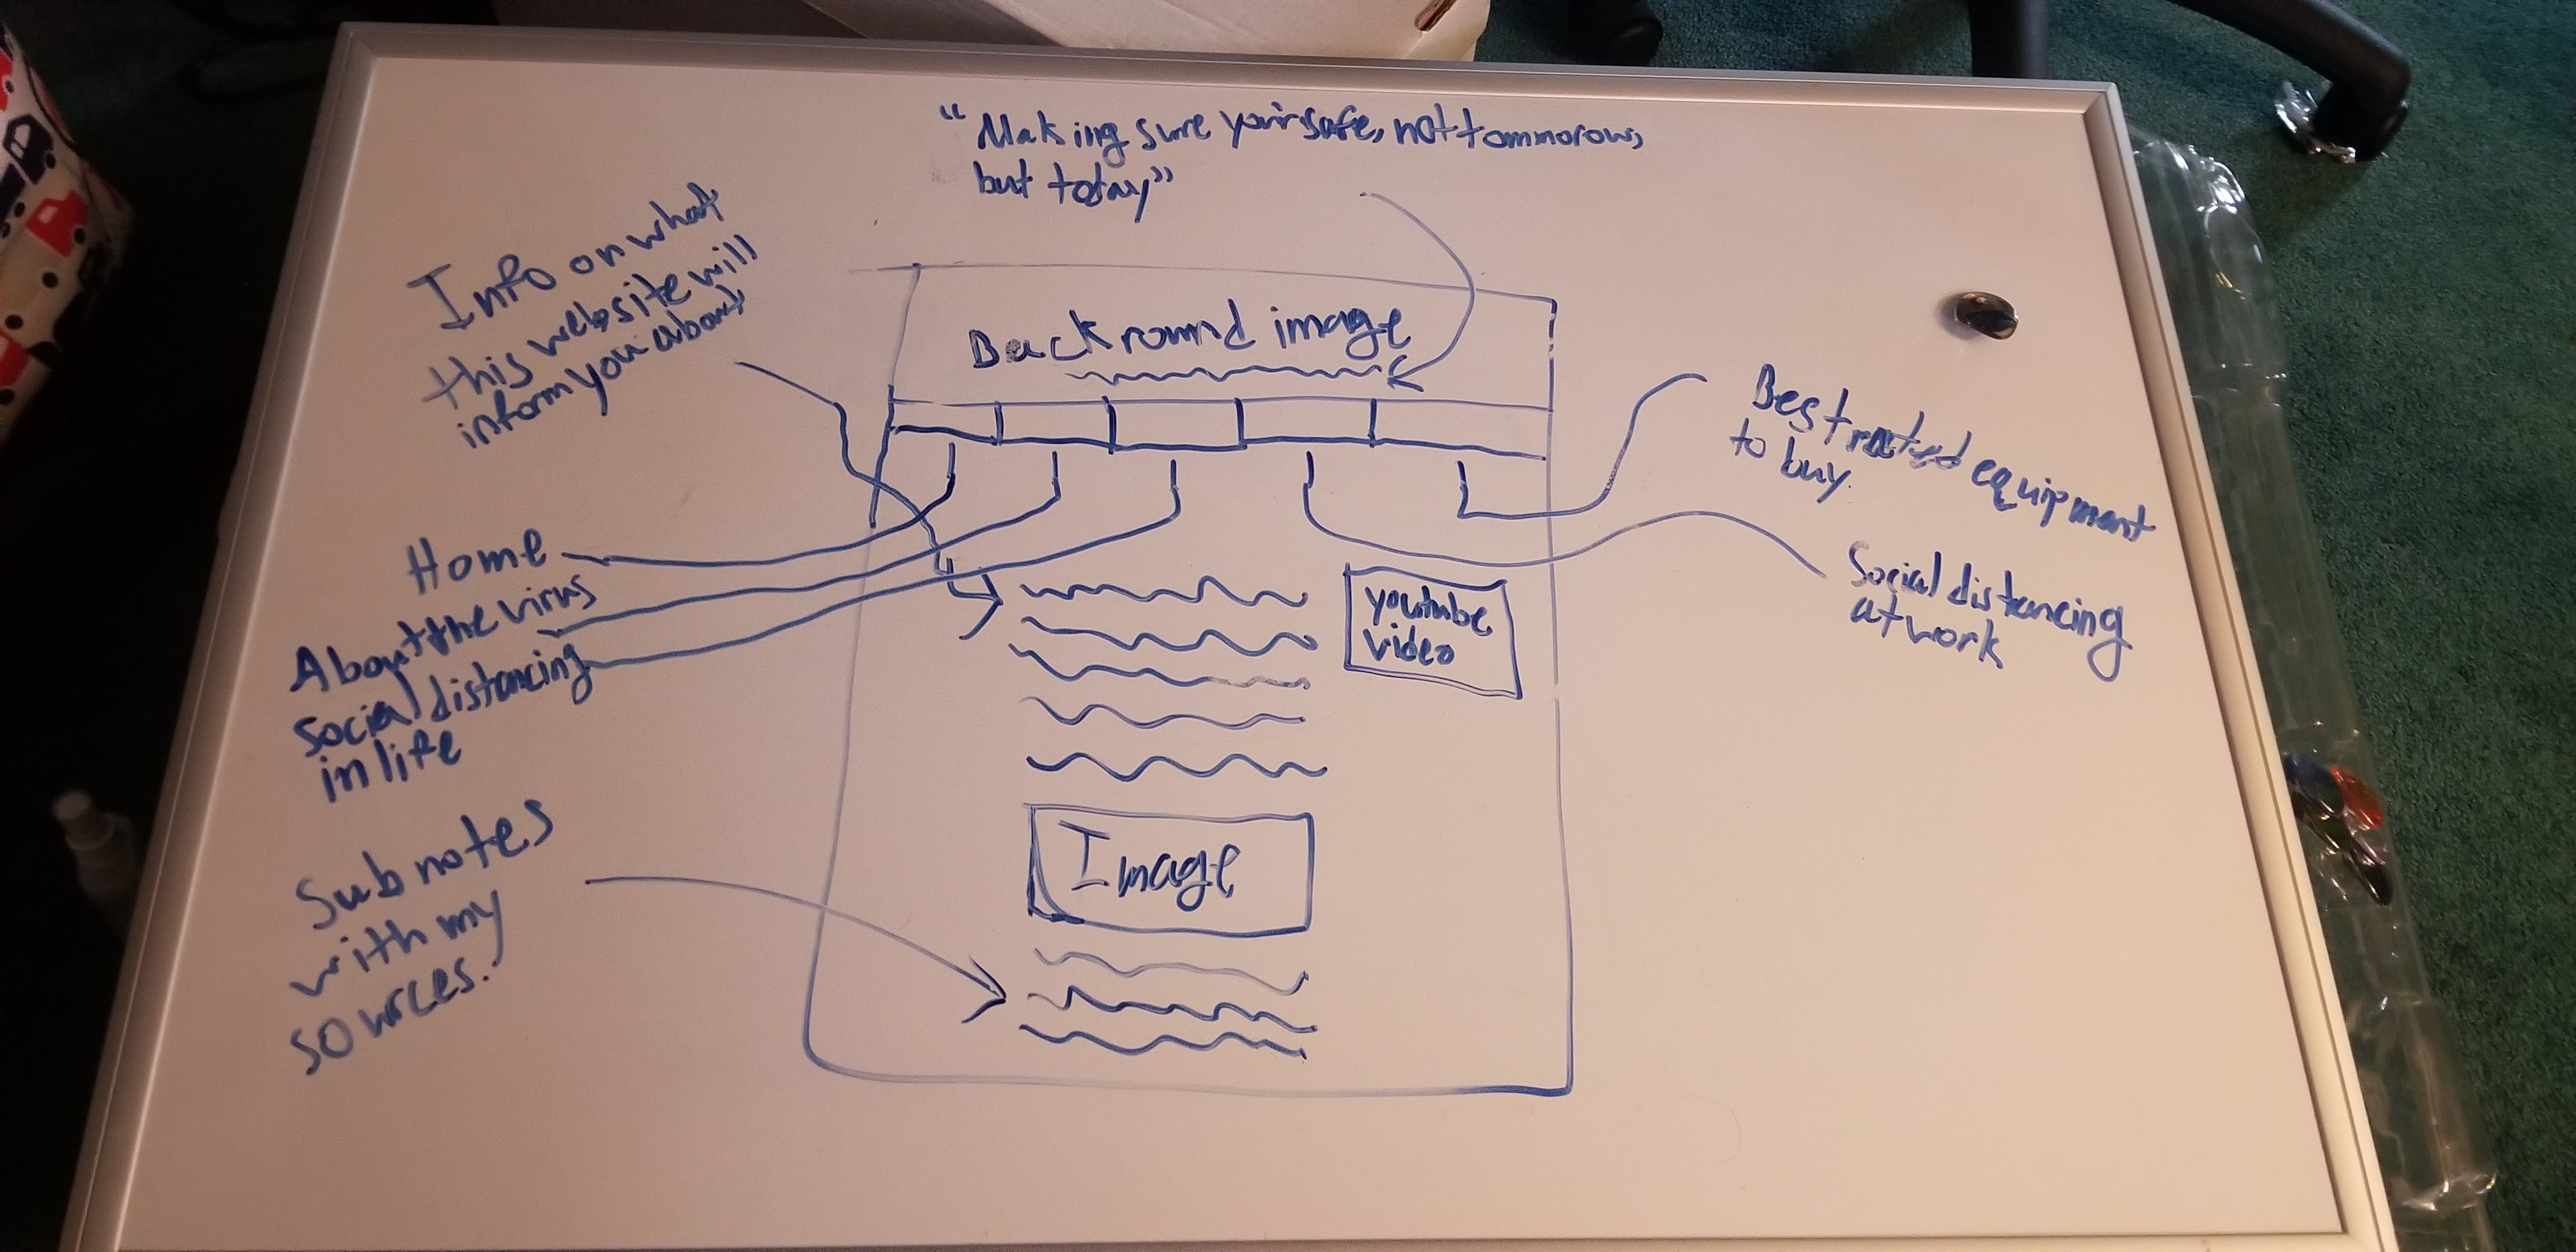 "Making sure your safe, not tommorow,
but today"
Info on what
this website will
inform you about
Backround image
Best rated equipment
to buy.
Home
About the virus
social distancing
in life
youtube
video
Social distancing
at work
Image
Sub notes
with my
sources.